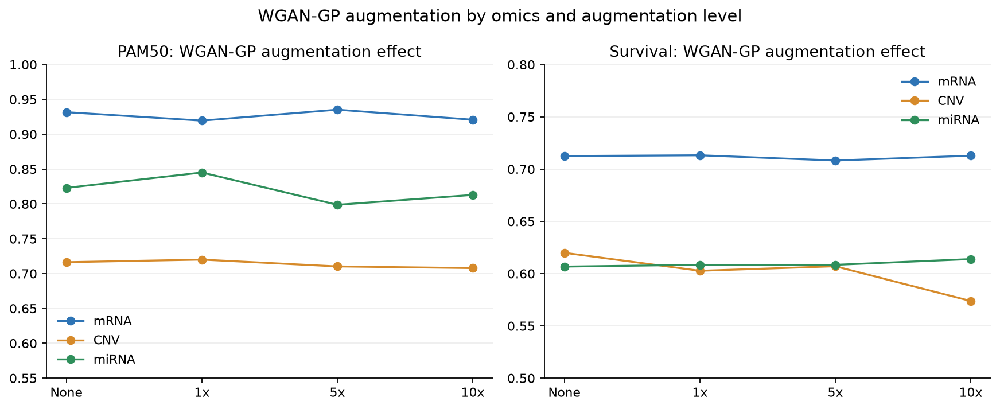 WGAN-GP augmentation by omics and augmentation level
PAM50: WGAN-GP augmentation effect
1.00
0.95
0.90
0.85
0.80
0.75
0.70
0.65
0.60
0.55
mRNA
CNV
miRNA
None 1x 5x 10x
Survival: WGAN-GP augmentation effect
0.80
0.75
0.70
0.65
0.60
0.55
0.50
mRNA
CNV
miRNA
None 1x 5x 10x